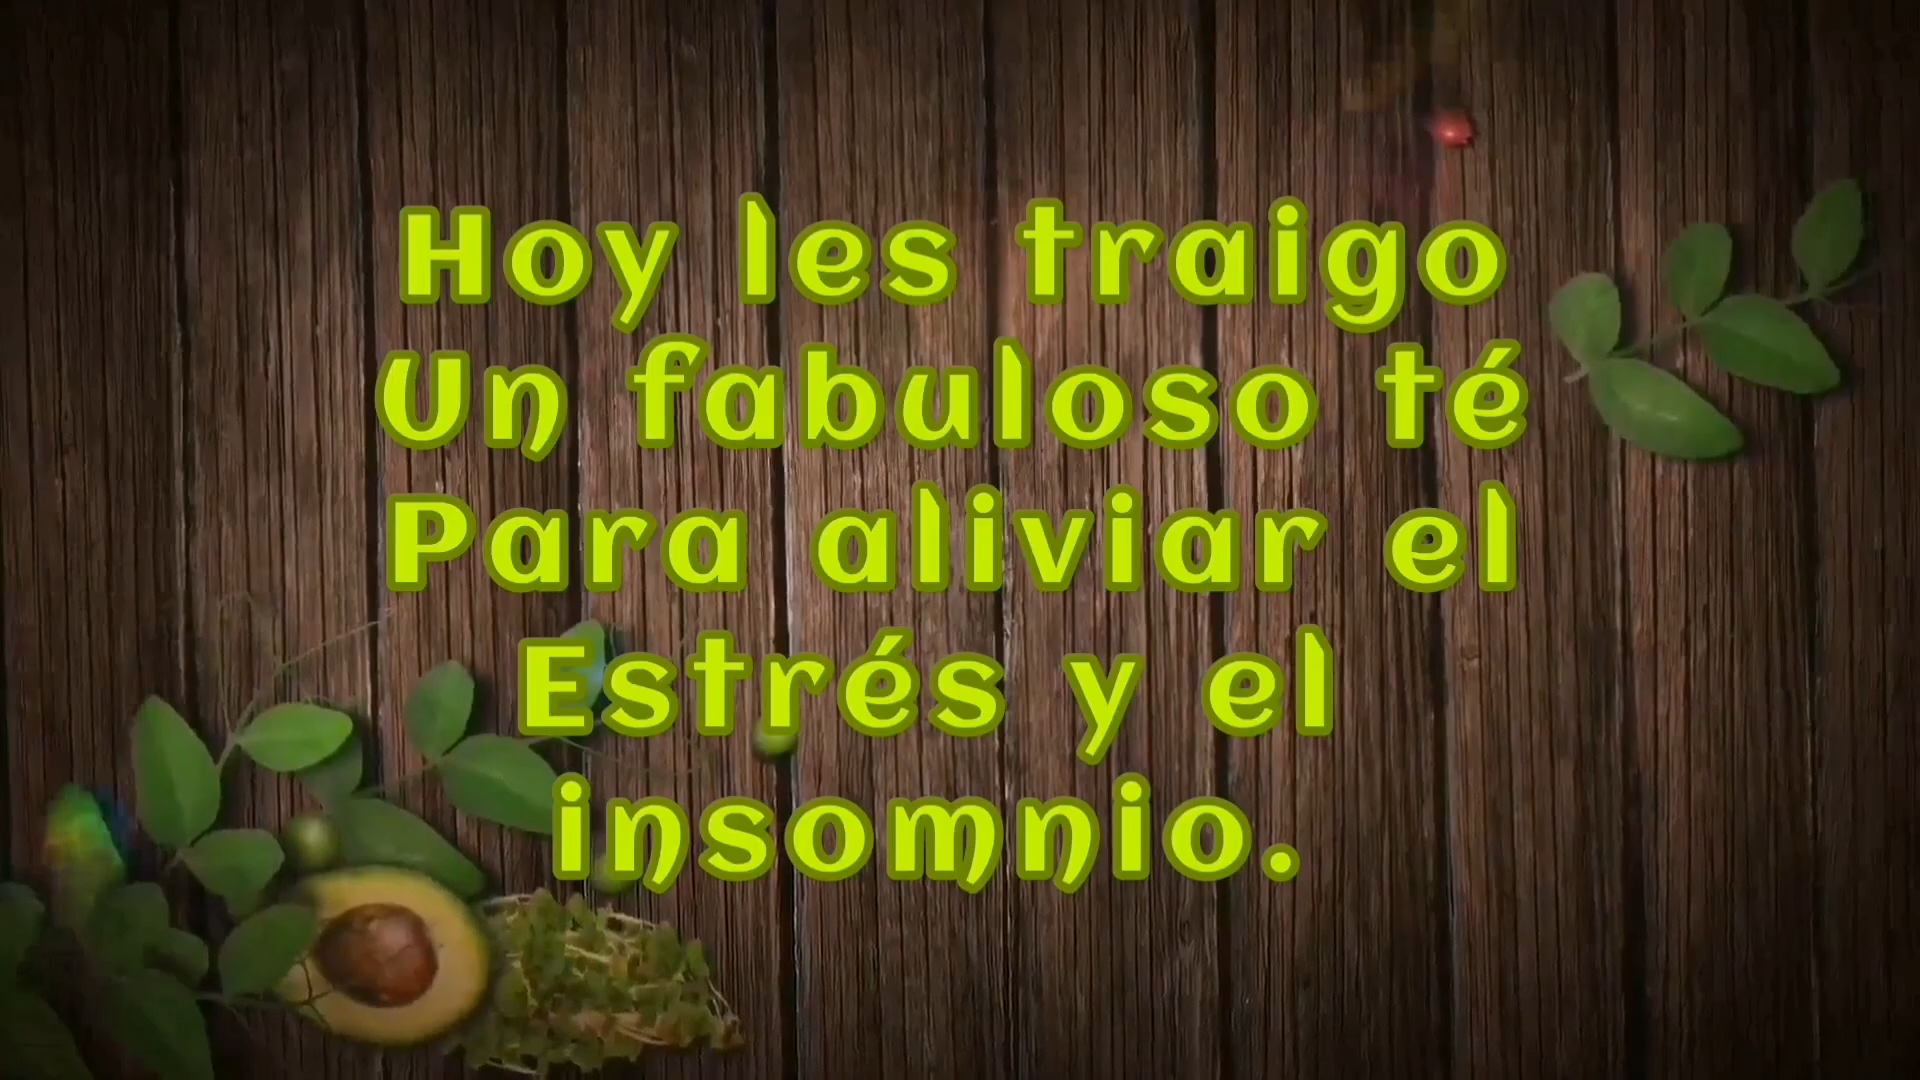 Hoy les traigo
Un fabuloso té
Para aliviar el
Estrés y el
insomnio.